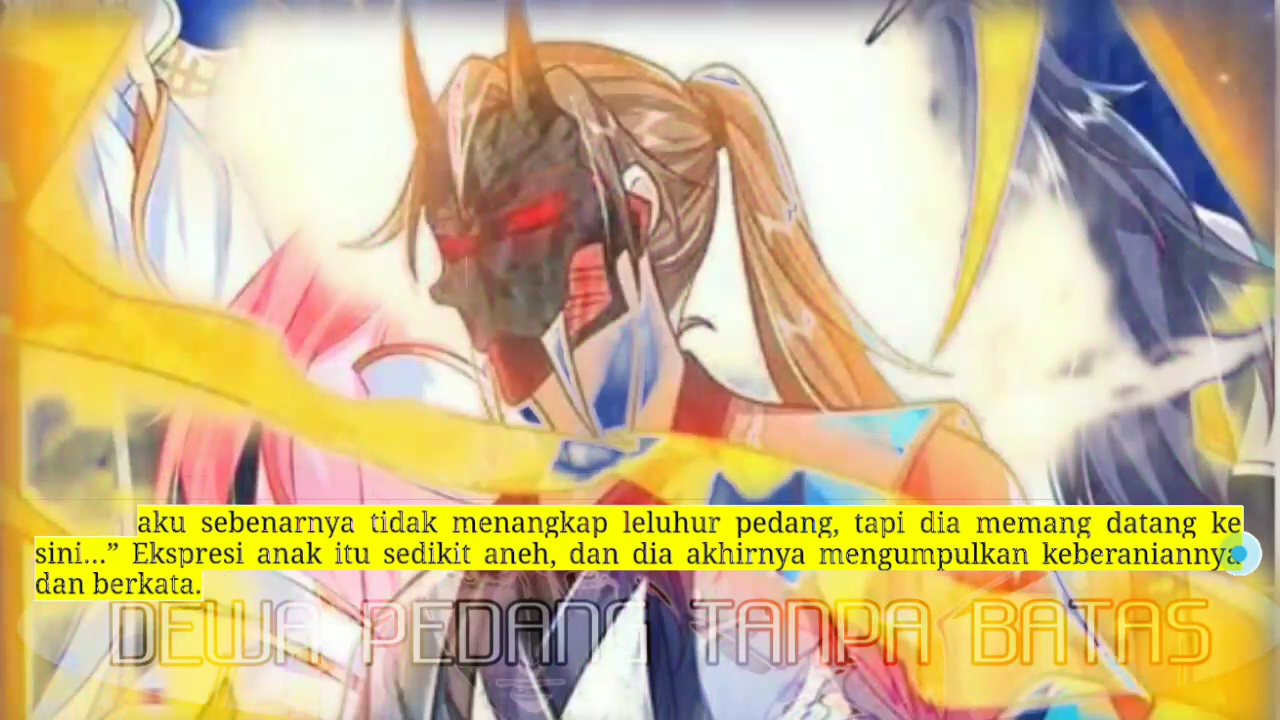 aku sebenarnya tidak menangkap leluhur pedang, tapi dia memang datang ke
sini...” Ekspresi anak itu sedikit aneh, dan dia akhirnya mengumpulkan keberaniannya
dan berkata.
DEWA PEDANG TANPA BATAS